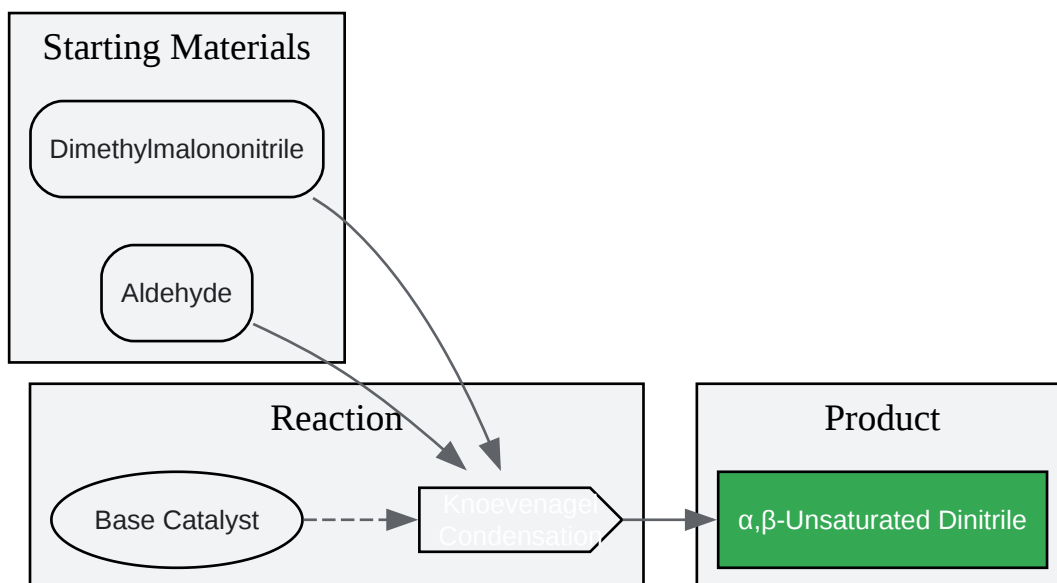 Starting Materials
Dimethylmalononitrile
Aldehyde
Reaction
Base Catalyst
Knoevenagel
Condensation
Product
α,β-Unsaturated Dinitrile